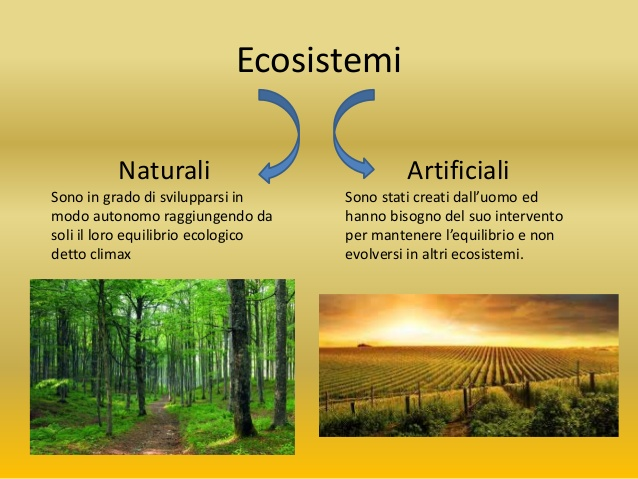 Ecosistemi
Naturali
Sono in grado di svilupparsi in
modo autonomo raggiungendo da
soli il loro equilibrio ecologico
detto climax
Artificiali
Sono stati creati dall’uomo ed
hanno bisogno del suo intervento
per mantenere l’equilibrio e non
evolversi in altri ecosistemi.